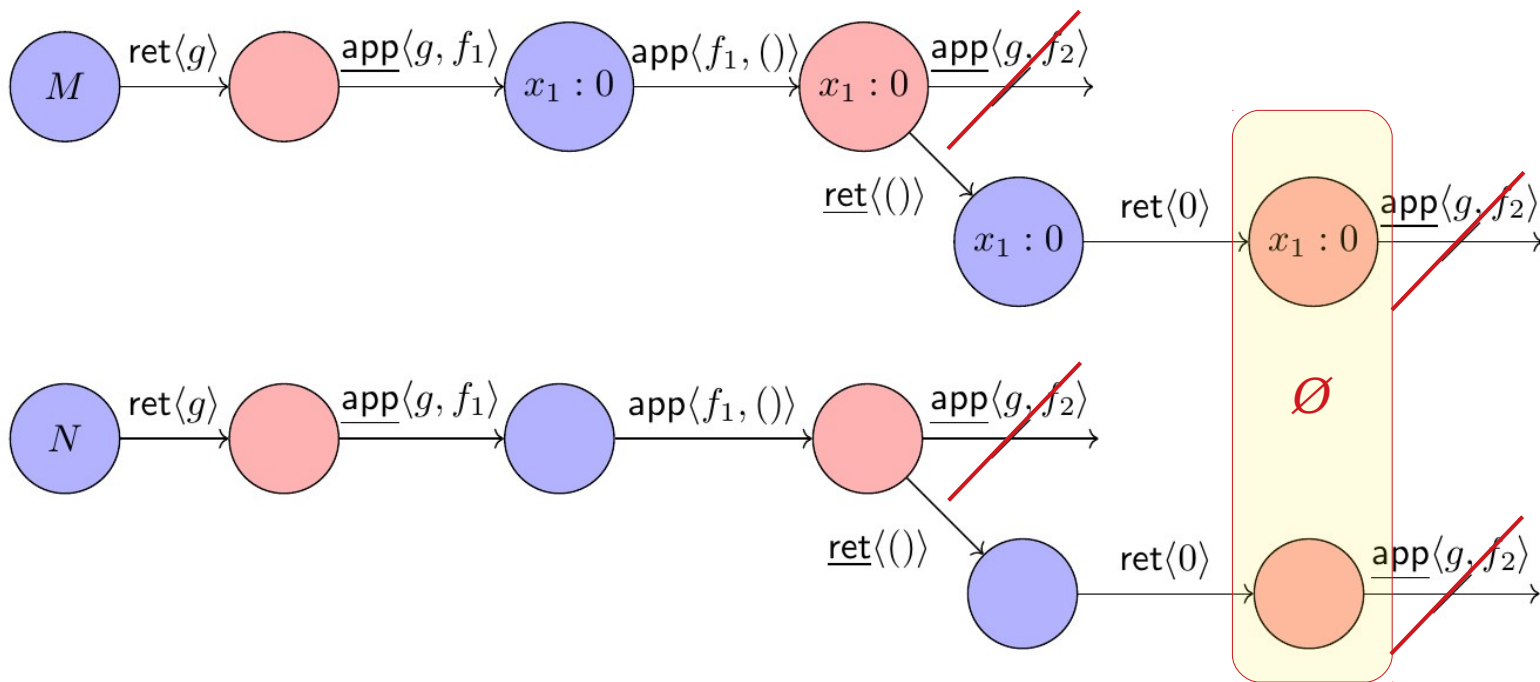 ret⟨g⟩ app⟨g, f₁⟩ app⟨f₁, ()⟩ app⟨g, f₂⟩
M x₁ : 0 x₁ : 0
ret⟨()⟩ ret⟨0⟩ app⟨g, f₂⟩
x₁ : 0 x₁ : 0
ret⟨g⟩ app⟨g, f₁⟩ app⟨f₁, ()⟩ app⟨g, f₂⟩
Ø
N
ret⟨()⟩ ret⟨0⟩ app⟨g, f₂⟩